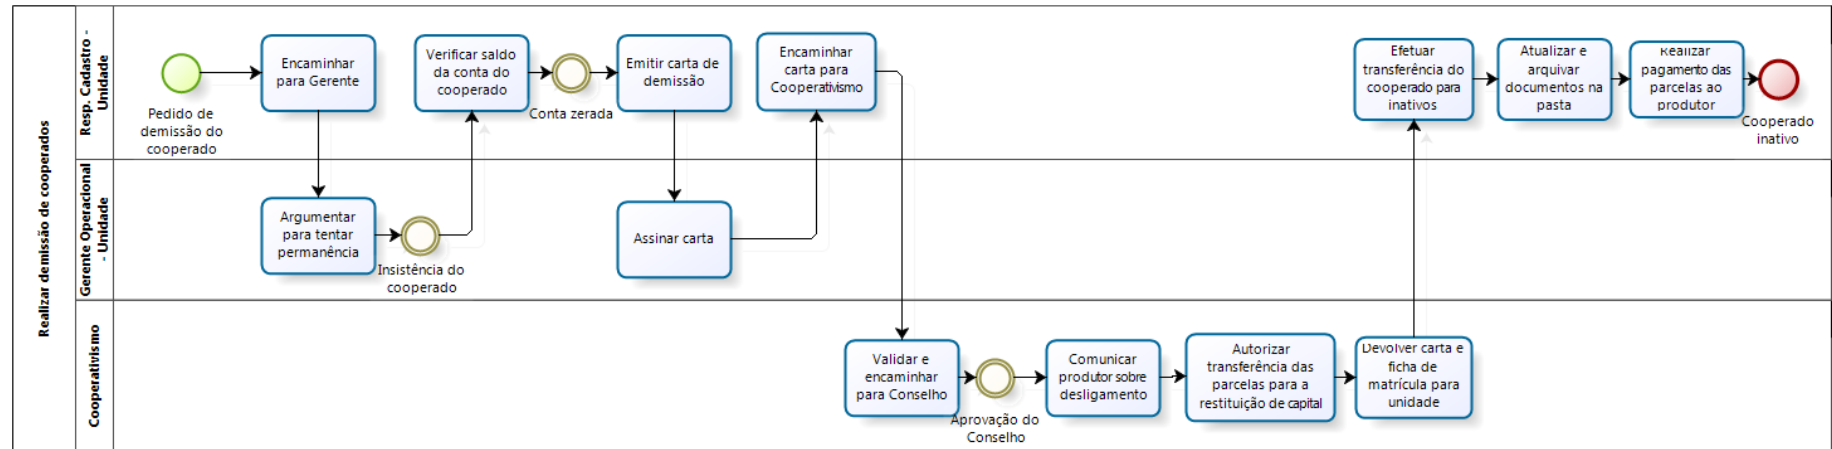 Realizar demissão de cooperados
Resp. Cadastro -
Unidade
Pedido de
demissão do
cooperado
Encaminhar
para Gerente
Verificar saldo
da conta do
cooperado
Conta zerada
Emitir carta de
demissão
Encaminhar
carta para
Cooperativismo
Efetuar
transferência do
cooperado para
inativos
Atualizar e
arquivar
documentos na
pasta
Realizar
pagamento das
parcelas ao
produtor
Cooperado
inativo
Gerente Operacional
- Unidade
Argumentar
para tentar
permanência
Insistência do
cooperado
Assinar carta
Cooperativismo
Validar e
encaminhar
para Conselho
Aprovação do
Conselho
Comunicar
produtor sobre
desligamento
Autorizar
transferência das
parcelas para a
restituição de capital
Devolver carta e
ficha de
matrícula para
unidade